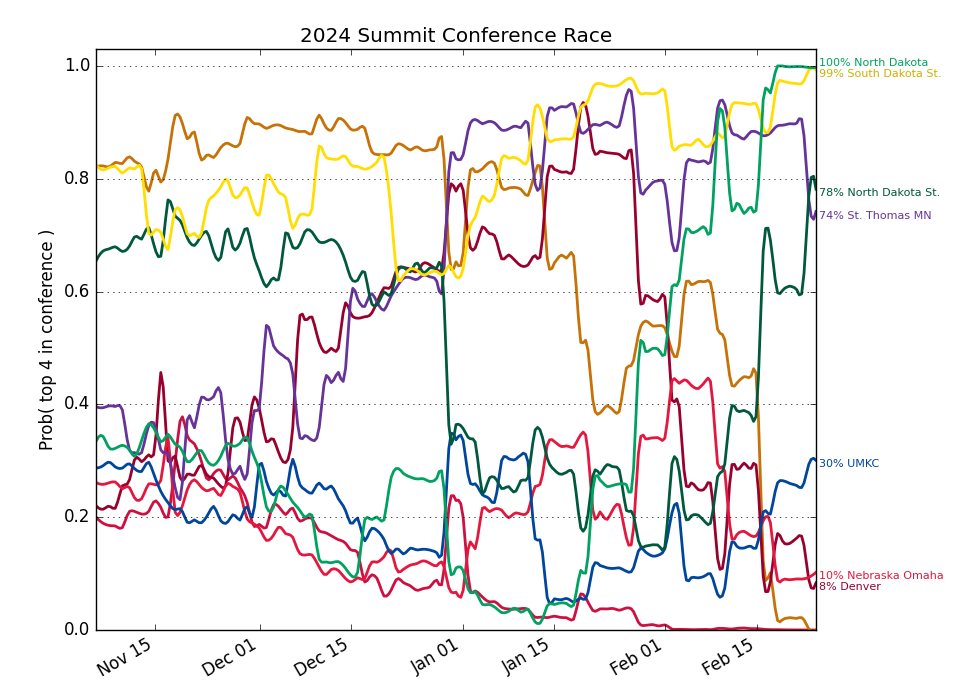 2024 Summit Conference Race
Prob( top 4 in conference )
1.0
0.8
0.6
0.4
0.2
0.0
Nov 15
Dec 01
Dec 15
Jan 01
Jan 15
Feb 01
Feb 15
100% North Dakota
99% South Dakota St.
78% North Dakota St.
74% St. Thomas MN
30% UMKC
10% Nebraska Omaha
8% Denver